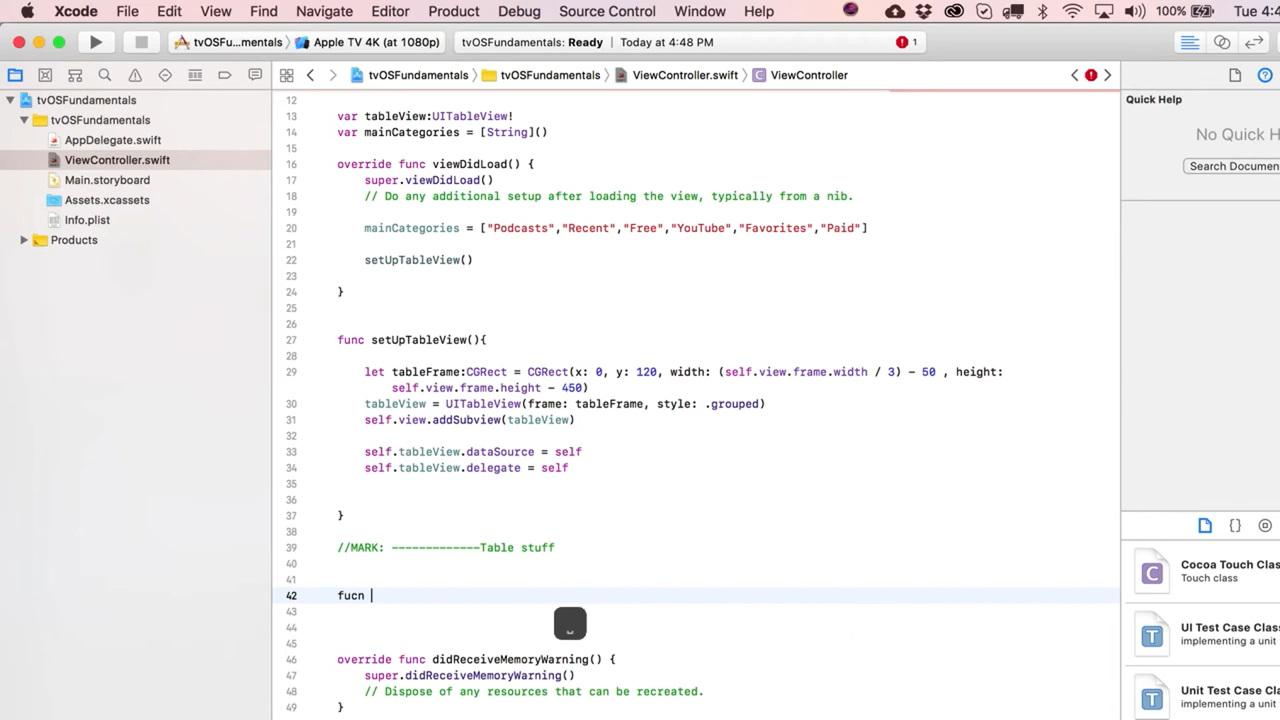 Xcode File Edit View Find Navigate Editor Product Debug Source Control Window Help 100% Tue 4:4
tvOSFu...mentals Apple TV 4K (at 1080p) tvOSFundamentals: Ready Today at 4:48 PM 1
tvOSFundamentals tvOSFundamentals ViewController.swift C ViewController
tvOSFundamentals
tvOSFundamentals
AppDelegate.swift
ViewController.swift
Main.storyboard
Assets.xcassets
Info.plist
Products
12
13 var tableView:UITableView!
14 var mainCategories = [String]()
15
16 override func viewDidLoad() {
17 super.viewDidLoad()
18 // Do any additional setup after loading the view, typically from a nib.
19
20 mainCategories = ["Podcasts","Recent","Free","YouTube","Favorites","Paid"]
21
22 setUpTableView()
23
24 }
25
26
27 func setUpTableView(){
28
29 let tableFrame:CGRect = CGRect(x: 0, y: 120, width: (self.view.frame.width / 3) - 50 , height:
self.view.frame.height - 450)
30 tableView = UITableView(frame: tableFrame, style: .grouped)
31 self.view.addSubview(tableView)
32
33 self.tableView.dataSource = self
34 self.tableView.delegate = self
35
36
37 }
38
39 //MARK: -------------Table stuff
40
41
42 fucn
43
44
45
46 override func didReceiveMemoryWarning() {
47 super.didReceiveMemoryWarning()
48 // Dispose of any resources that can be recreated.
49 }
Quick Help
No Quick H
Search Documen
{}
C
Cocoa Touch Clas
Touch class
T
UI Test Case Clas
implementing a unit
T
Unit Test Case Cl
implementing a unit